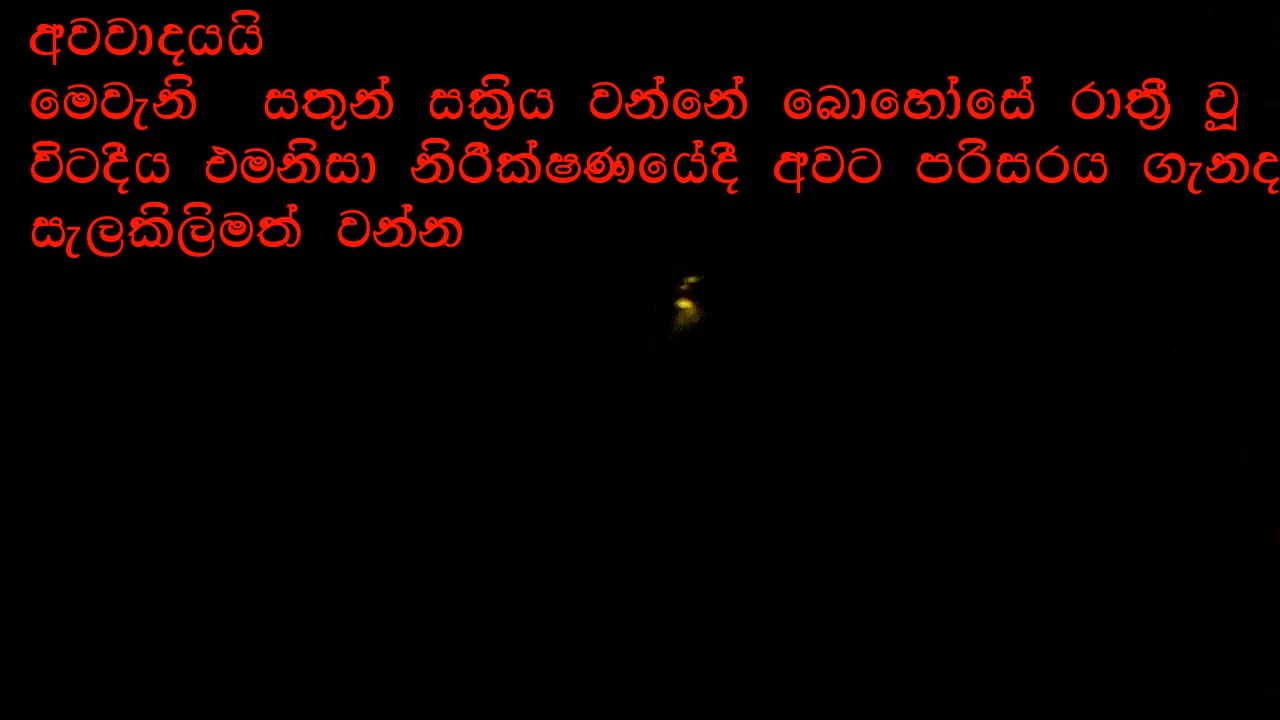 අවවාදයයි
මෙවැනි සතුන් සක්‍රිය වන්නේ බොහෝසේ රාත්‍රී වූ
විටදීය එමනිසා නිරීක්ෂණයේදී අවට පරිසරය ගැනද
සැලකිලිමත් වන්න